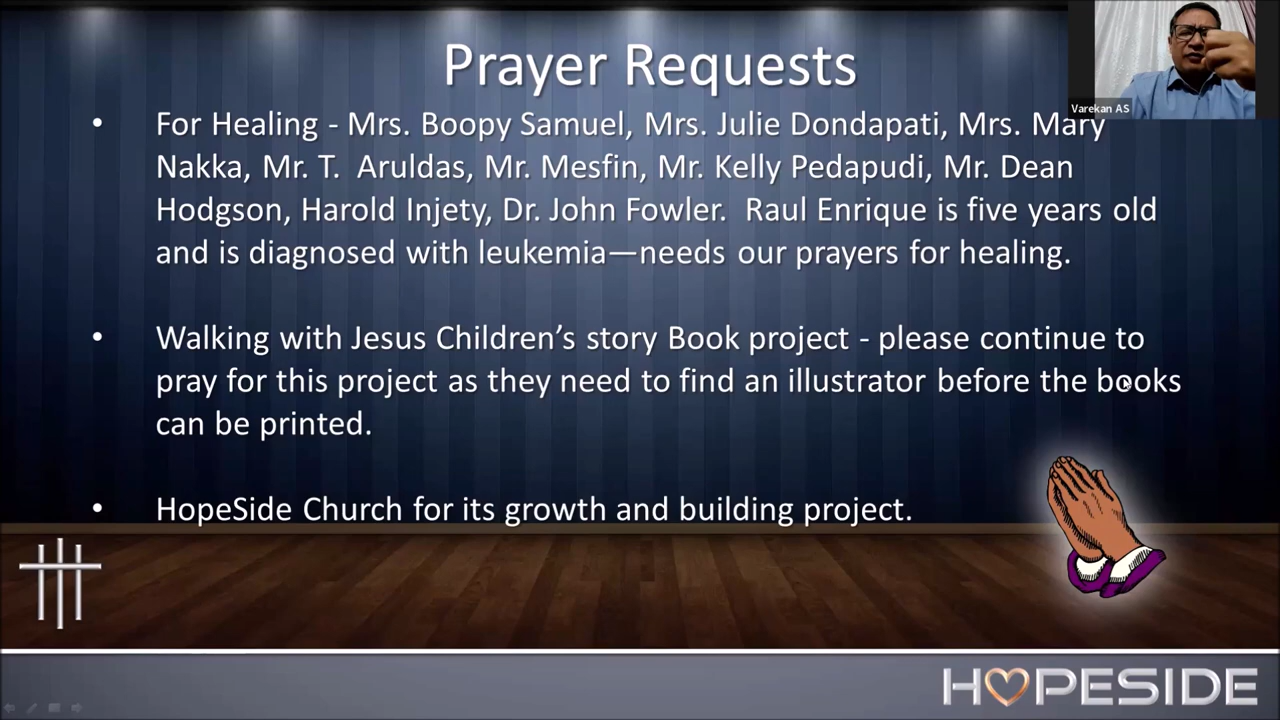 Prayer Requests
Varekan AS
• For Healing - Mrs. Boopy Samuel, Mrs. Julie Dondapati, Mrs. Mary
Nakka, Mr. T.  Aruldas, Mr. Mesfin, Mr. Kelly Pedapudi, Mr. Dean
Hodgson, Harold Injety, Dr. John Fowler.  Raul Enrique is five years old
and is diagnosed with leukemia—needs our prayers for healing.
• Walking with Jesus Children’s story Book project - please continue to
pray for this project as they need to find an illustrator before the books
can be printed.
• HopeSide Church for its growth and building project.
HOPESIDE